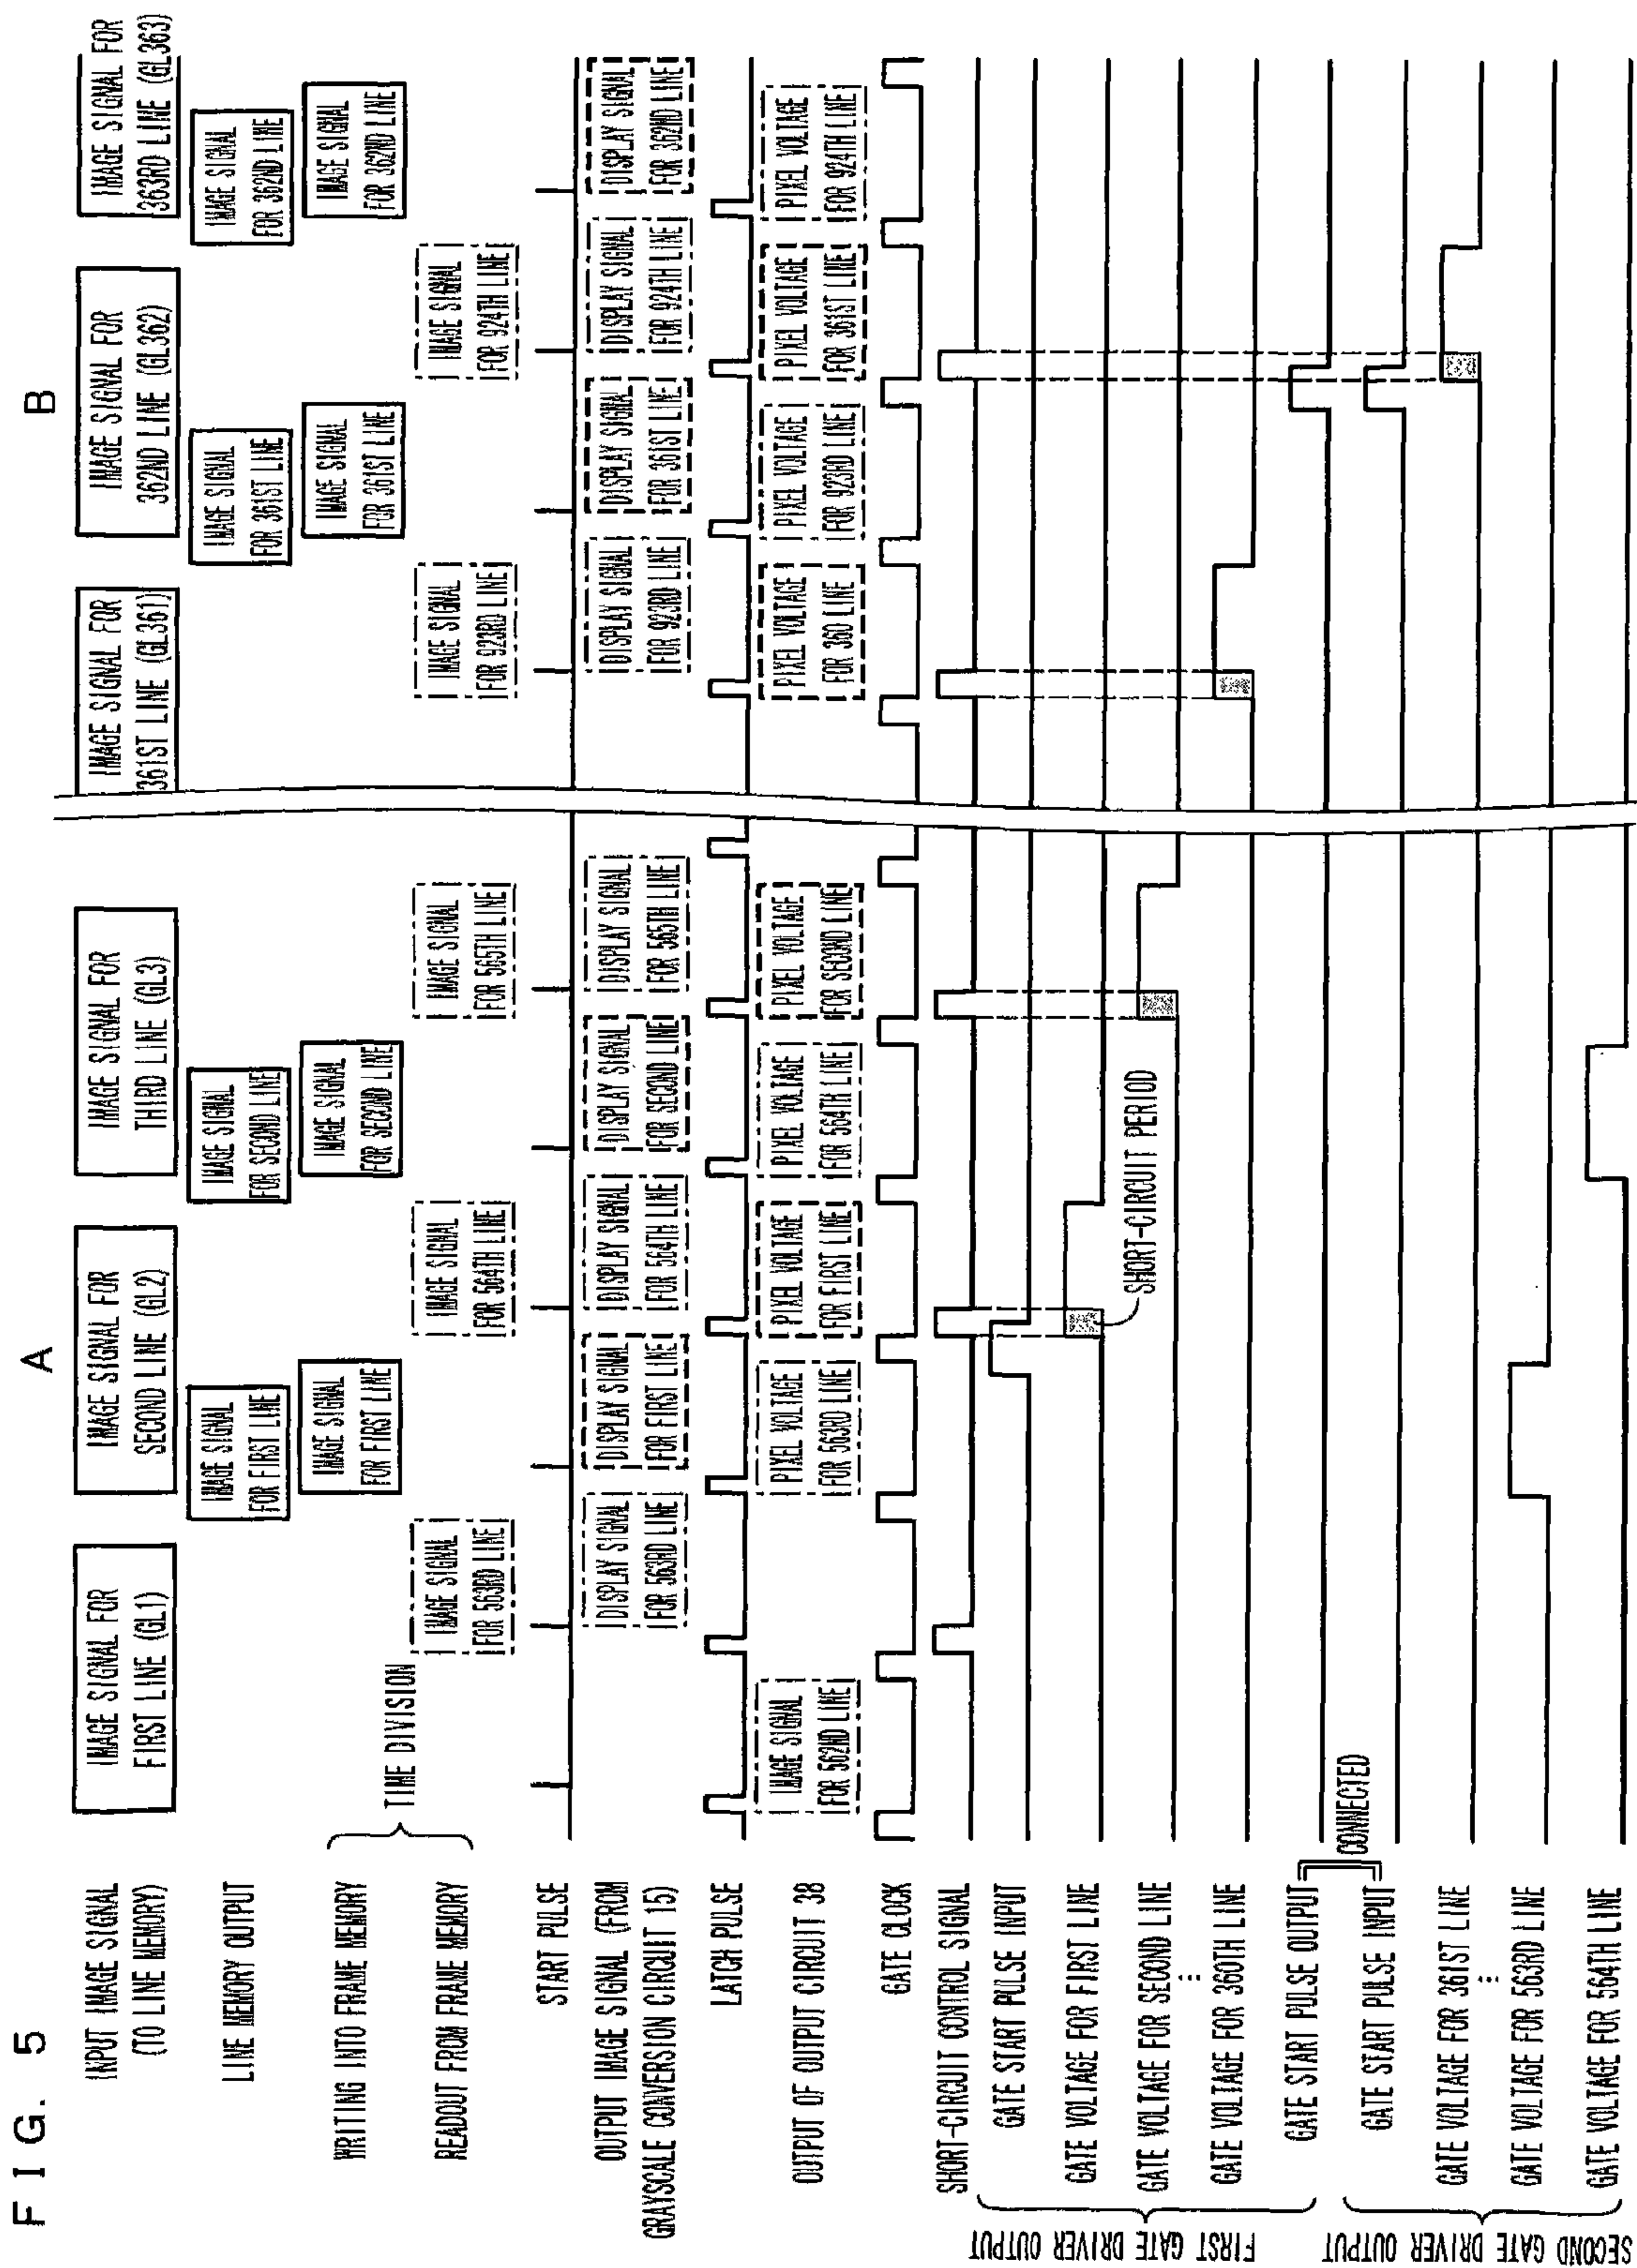 F I G. 5
A
B
INPUT IMAGE SIGNAL
(TO LINE MEMORY)
IMAGE SIGNAL FOR
FIRST LINE (GL1)
IMAGE SIGNAL FOR
SECOND LINE (GL2)
IMAGE SIGNAL FOR
THIRD LINE (GL3)
IMAGE SIGNAL FOR
361ST LINE (GL361)
IMAGE SIGNAL FOR
362ND LINE (GL362)
IMAGE SIGNAL FOR
363RD LINE (GL363)
LINE MEMORY OUTPUT
IMAGE SIGNAL
FOR FIRST LINE
IMAGE SIGNAL
FOR SECOND LINE
IMAGE SIGNAL
FOR 361ST LINE
IMAGE SIGNAL
FOR 362ND LINE
WRITING INTO FRAME MEMORY
IMAGE SIGNAL
FOR FIRST LINE
IMAGE SIGNAL
FOR SECOND LINE
IMAGE SIGNAL
FOR 361ST LINE
IMAGE SIGNAL
FOR 362ND LINE
TIME DIVISION
READOUT FROM FRAME MEMORY
IMAGE SIGNAL
FOR 563RD LINE
IMAGE SIGNAL
FOR 564TH LINE
IMAGE SIGNAL
FOR 565TH LINE
IMAGE SIGNAL
FOR 923RD LINE
IMAGE SIGNAL
FOR 924TH LINE
START PULSE
OUTPUT IMAGE SIGNAL (FROM
GRAYSCALE CONVERSION CIRCUIT 15)
DISPLAY SIGNAL
FOR 563RD LINE
DISPLAY SIGNAL
FOR FIRST LINE
DISPLAY SIGNAL
FOR 564TH LINE
DISPLAY SIGNAL
FOR SECOND LINE
DISPLAY SIGNAL
FOR 565TH LINE
DISPLAY SIGNAL
FOR 923RD LINE
DISPLAY SIGNAL
FOR 361ST LINE
DISPLAY SIGNAL
FOR 924TH LINE
DISPLAY SIGNAL
FOR 362ND LINE
LATCH PULSE
OUTPUT OF OUTPUT CIRCUIT 38
IMAGE SIGNAL
FOR 562ND LINE
PIXEL VOLTAGE
FOR 563RD LINE
PIXEL VOLTAGE
FOR FIRST LINE
PIXEL VOLTAGE
FOR 564TH LINE
PIXEL VOLTAGE
FOR SECOND LINE
PIXEL VOLTAGE
FOR 360 LINE
PIXEL VOLTAGE
FOR 923RD LINE
PIXEL VOLTAGE
FOR 361ST LINE
PIXEL VOLTAGE
FOR 924TH LINE
GATE CLOCK
SHORT-CIRCUIT CONTROL SIGNAL
FIRST GATE DRIVER OUTPUT
GATE START PULSE INPUT
GATE VOLTAGE FOR FIRST LINE
SHORT-CIRCUIT PERIOD
GATE VOLTAGE FOR SECOND LINE
GATE VOLTAGE FOR 360TH LINE
GATE START PULSE OUTPUT
CONNECTED
SECOND GATE DRIVER OUTPUT
GATE START PULSE INPUT
GATE VOLTAGE FOR 361ST LINE
GATE VOLTAGE FOR 563RD LINE
GATE VOLTAGE FOR 564TH LINE